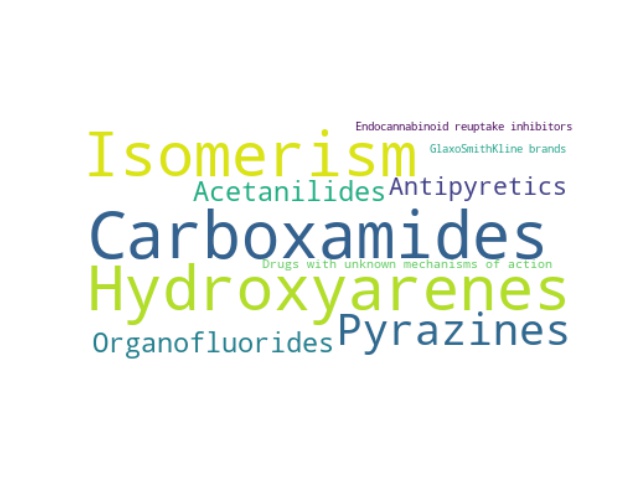 Endocannabinoid reuptake inhibitors
Isomerism
GlaxoSmithKline brands
Acetanilides
Antipyretics
Carboxamides
Drugs with unknown mechanisms of action
Hydroxyarenes
Organofluorides
Pyrazines